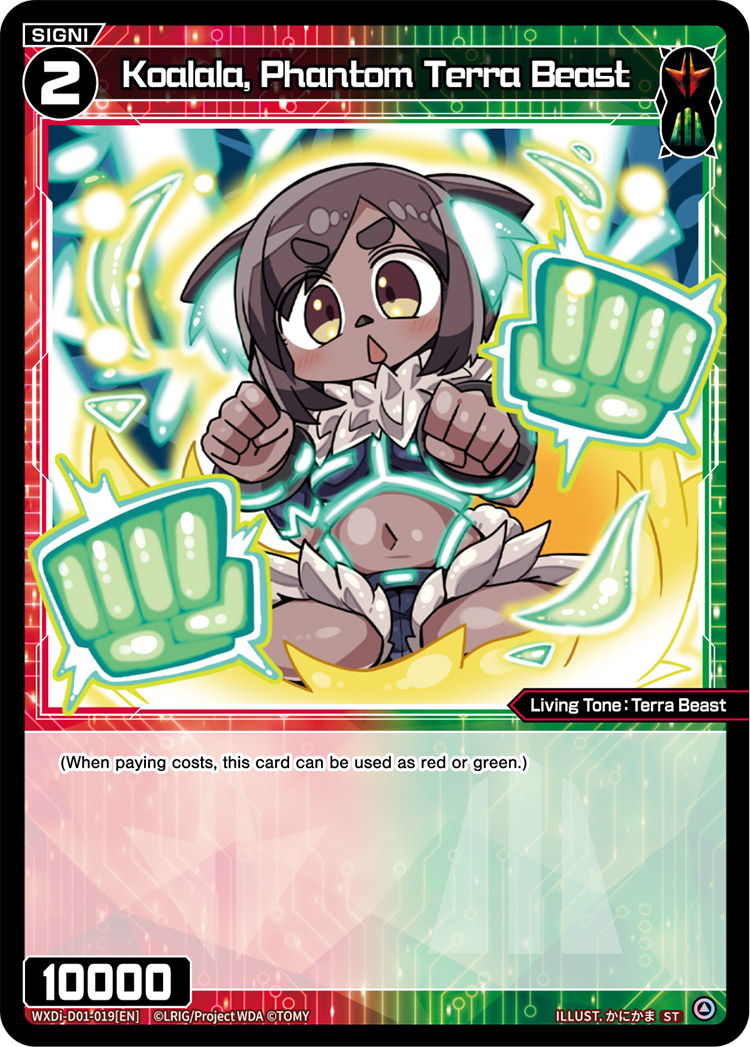 SIGNI
2
Koalala, Phantom Terra Beast
Living Tone：Terra Beast
(When paying costs, this card can be used as red or green.)
10000
WXDi-D01-019[EN] ©LRIG/Project WDA ©TOMY
ILLUST. かにかま ST